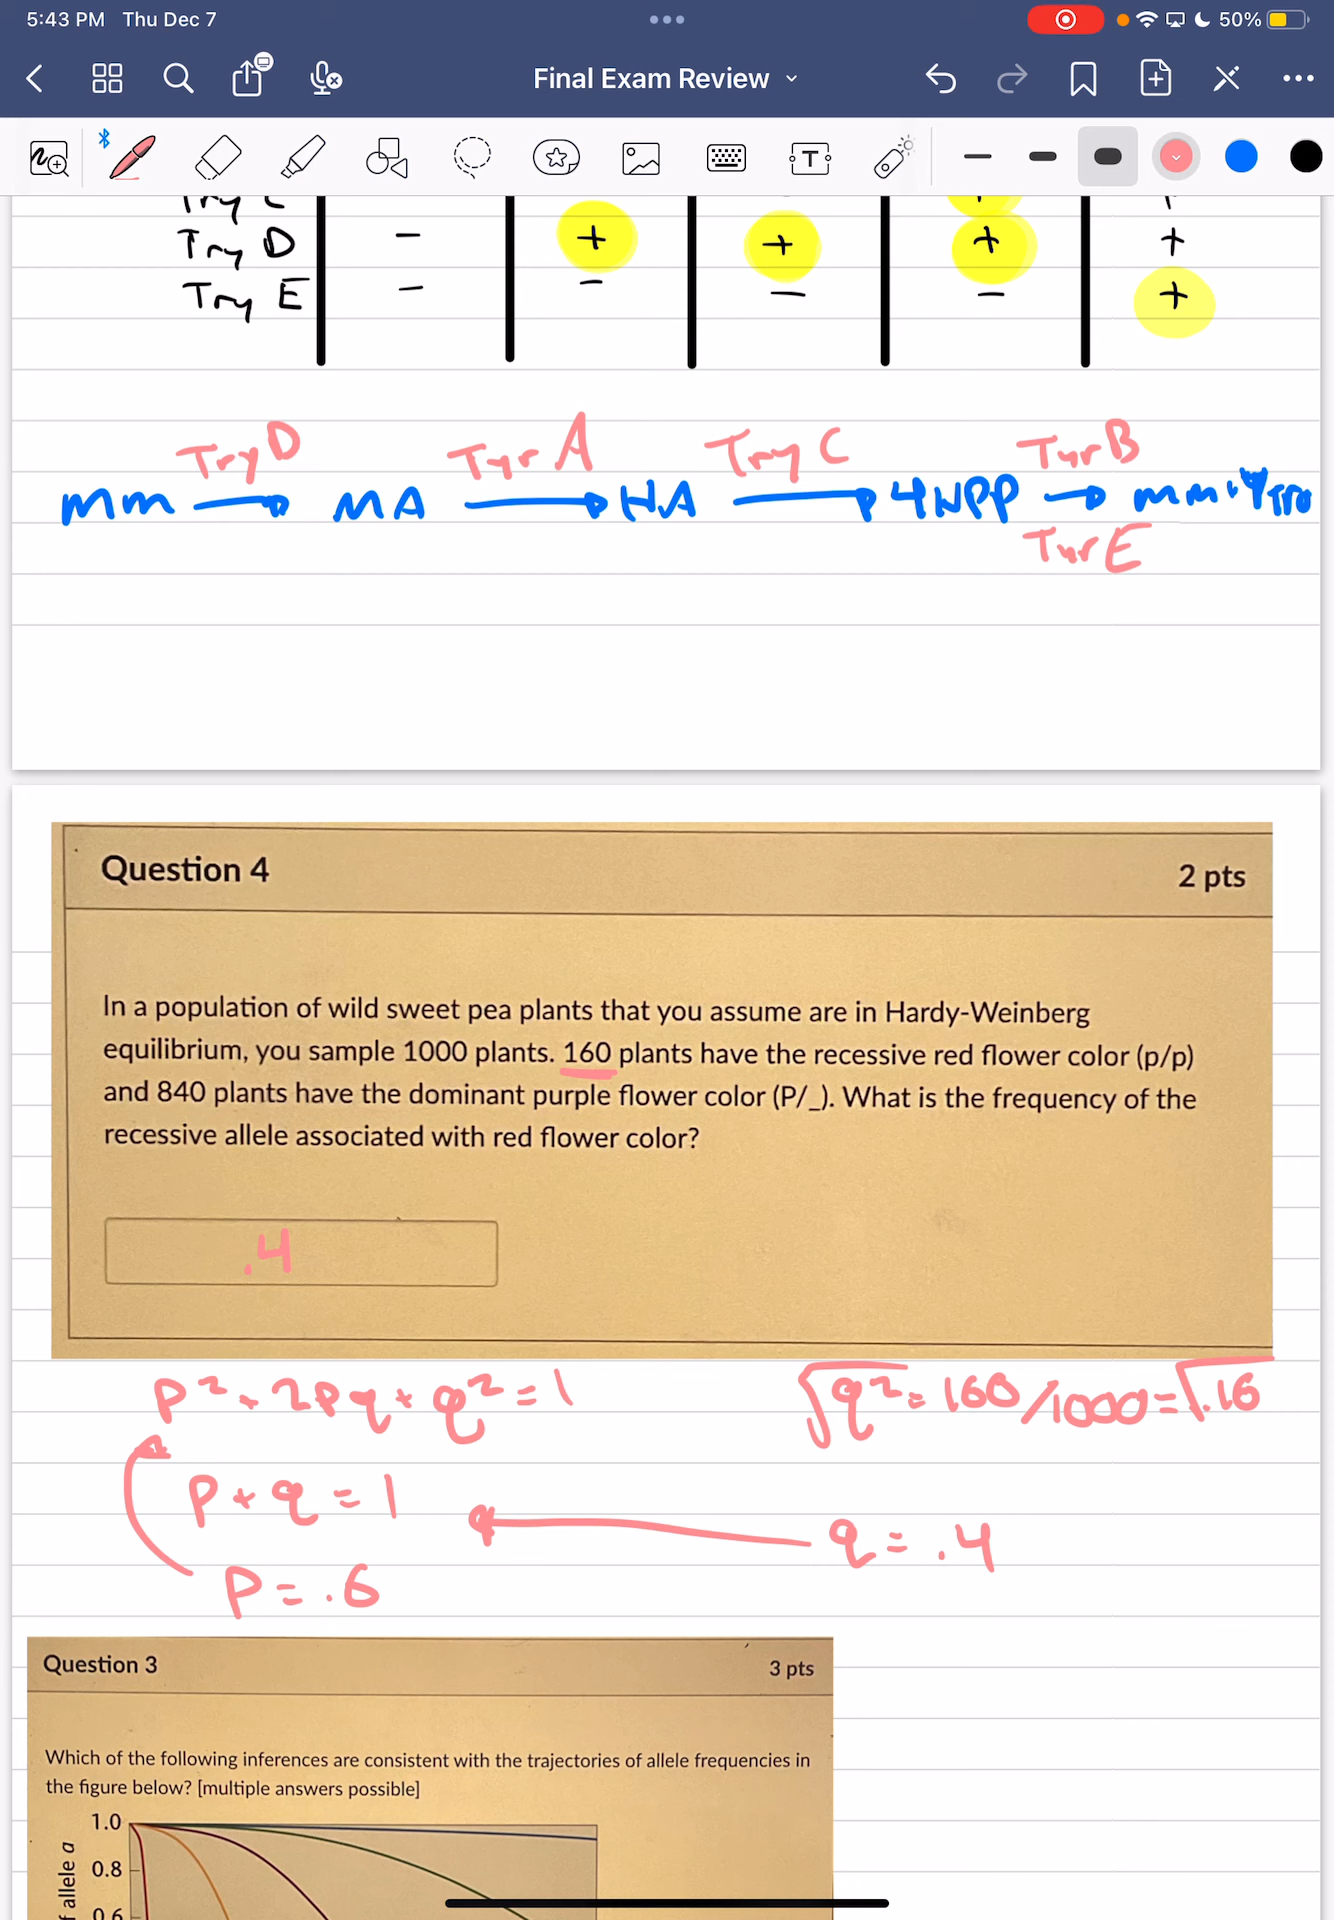 5:43 PM Thu Dec 7
50%
Final Exam Review
T
Try C
Try D - + + + +
Try E - - - - +
Try D Tyr A Try C Tyr B
mm → MA → HA → 4HPP → mm+Tyro
Tyr E
Question 4 2 pts
In a population of wild sweet pea plants that you assume are in Hardy-Weinberg
equilibrium, you sample 1000 plants. 160 plants have the recessive red flower color (p/p)
and 840 plants have the dominant purple flower color (P/_). What is the frequency of the
recessive allele associated with red flower color?
.4
p² + 2pq + q² = 1 √q² = 160/1000 = √.16
p + q = 1
q = .4
p = .6
Question 3 3 pts
Which of the following inferences are consistent with the trajectories of allele frequencies in
the figure below? [multiple answers possible]
1.0
0.8
0.6
f allele a